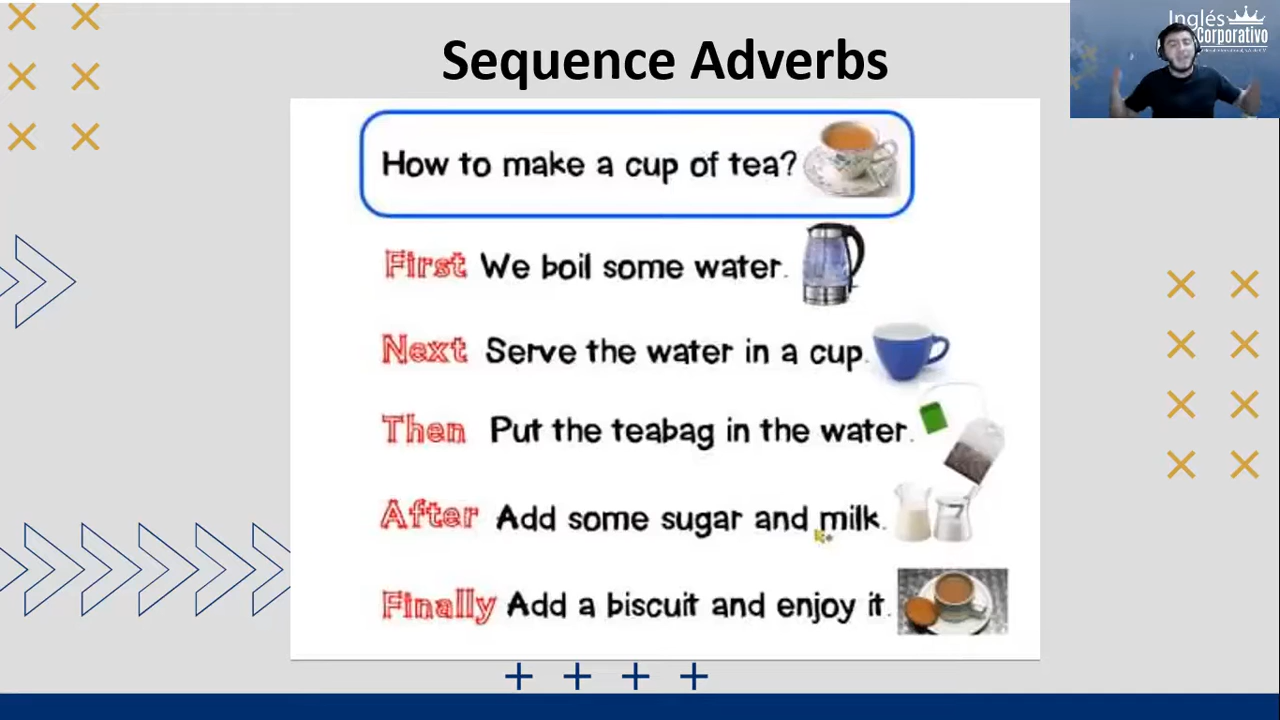 Sequence Adverbs
Inglés
Corporativo
How to make a cup of tea?
First We boil some water.
Next Serve the water in a cup.
Then Put the teabag in the water.
After Add some sugar and milk.
Finally Add a biscuit and enjoy it.